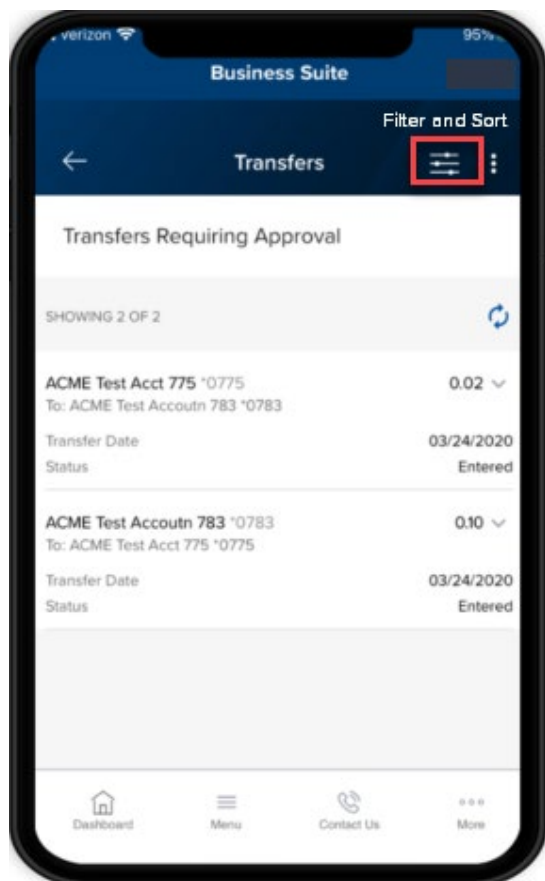 verizon 95%
Business Suite
Filter and Sort
Transfers
Transfers Requiring Approval
SHOWING 2 OF 2
ACME Test Acct 775 *0775 0.02
To: ACME Test Accoutn 783 *0783
Transfer Date 03/24/2020
Status Entered
ACME Test Accoutn 783 *0783 0.10
To: ACME Test Acct 775 *0775
Transfer Date 03/24/2020
Status Entered
Dashboard Menu Contact Us More